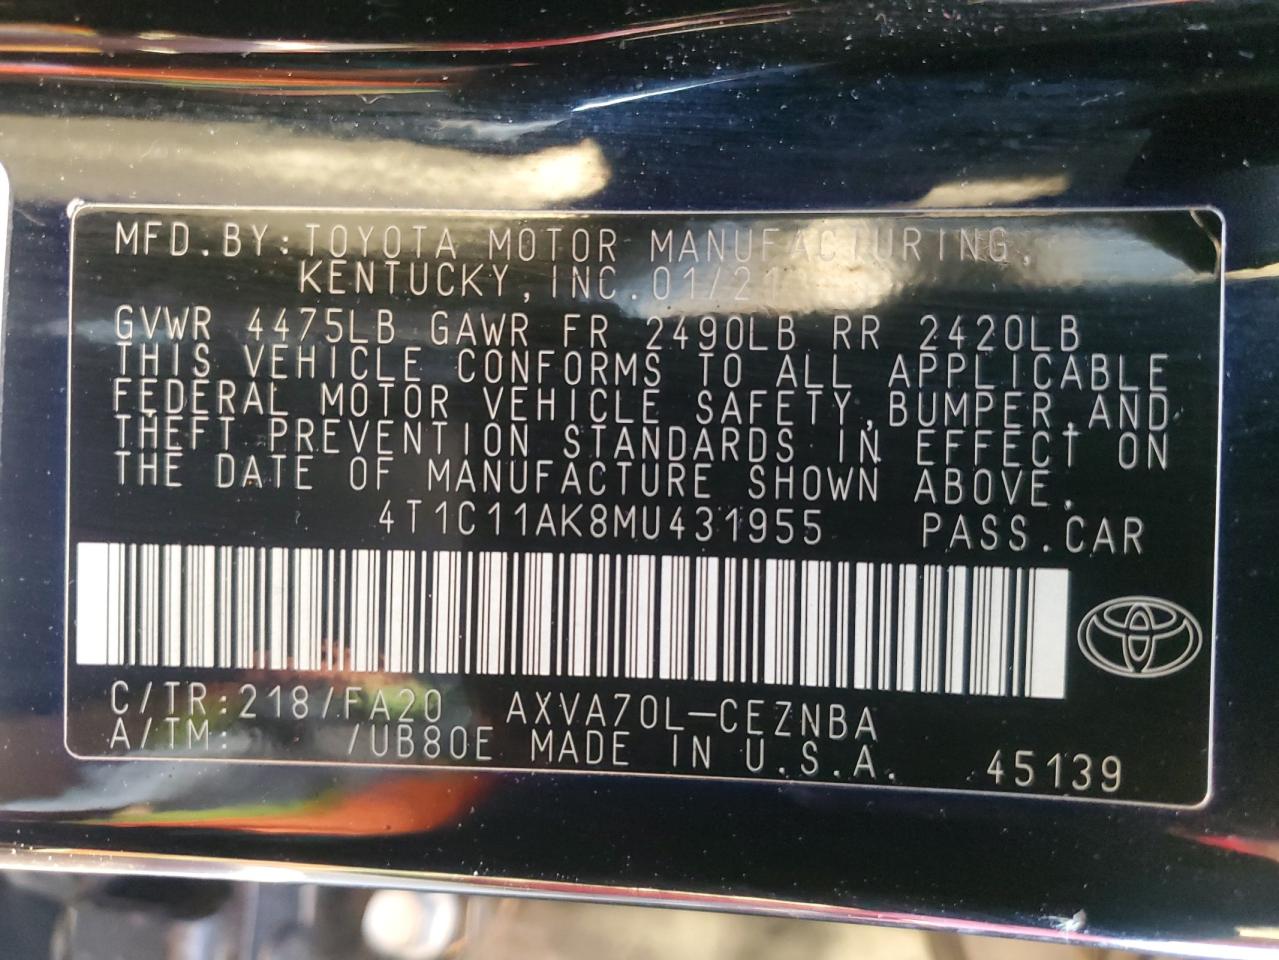 MFD.BY:TOYOTA MOTOR MANUFACTURING,
KENTUCKY,INC.01/21
GVWR 4475LB GAWR FR 2490LB RR 2420LB
THIS VEHICLE CONFORMS TO ALL APPLICABLE
FEDERAL MOTOR VEHICLE SAFETY,BUMPER,AND
THEFT PREVENTION STANDARDS IN EFFECT ON
THE DATE OF MANUFACTURE SHOWN ABOVE.
4T1C11AK8MU431955 PASS.CAR
C/TR:218/FA20 AXVA70L-CEZNBA
A/TM: /UB80E MADE IN U.S.A. 45139